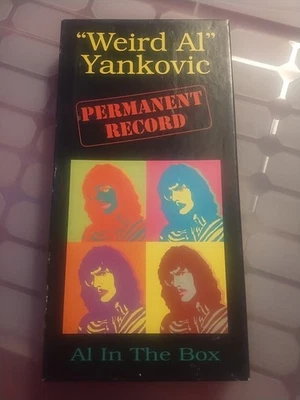 "Weird Al"
Yankovic
PERMANENT
RECORD
Al In The Box